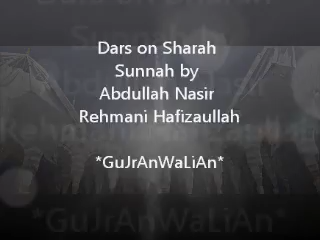 Dars on Sharah
Sunnah by
Abdullah Nasir
Rehmani Hafizaullah
*GuJrAnWaLiAn*